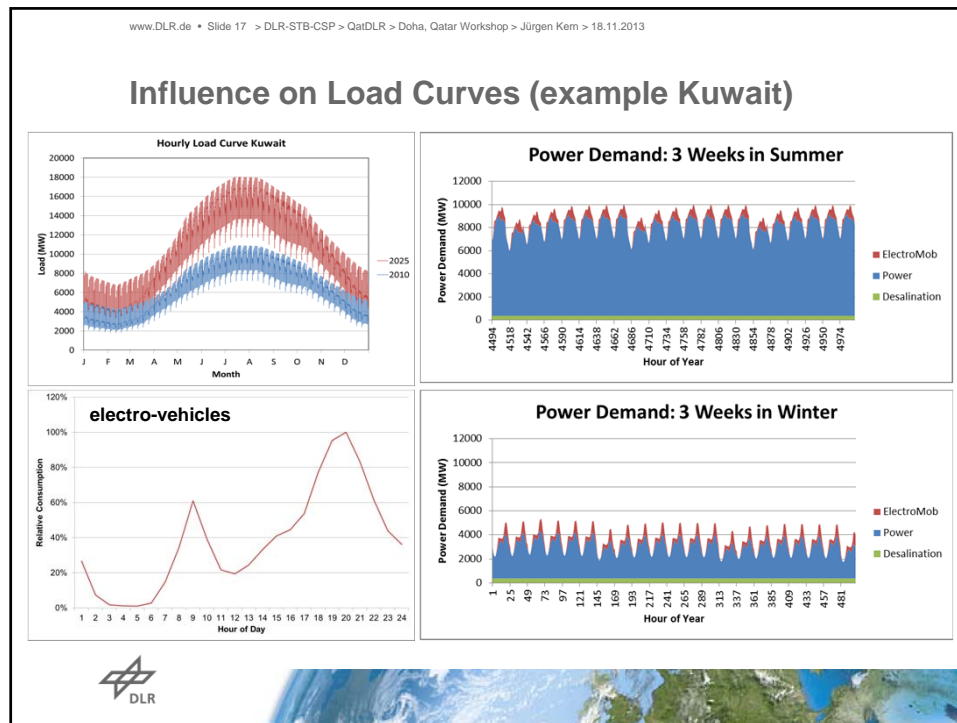 www.DLR.de • Slide 17 > DLR-STB-CSP > QatDLR > Doha, Qatar Workshop > Jürgen Kern > 18.11.2013
Influence on Load Curves (example Kuwait)
Hourly Load Curve Kuwait
Load (MW)
20000
18000
16000
14000
12000
10000
8000
6000
4000
2000
0
J F M A M J J A S O N D
Month
2025
2010
Power Demand: 3 Weeks in Summer
Power Demand (MW)
12000
10000
8000
6000
4000
2000
0
4494 4518 4542 4566 4590 4614 4638 4662 4686 4710 4734 4758 4782 4806 4830 4854 4878 4902 4926 4950 4974
Hour of Year
ElectroMob
Power
Desalination
electro-vehicles
Relative Consumption
120%
100%
80%
60%
40%
20%
0%
1 2 3 4 5 6 7 8 9 10 11 12 13 14 15 16 17 18 19 20 21 22 23 24
Hour of Day
Power Demand: 3 Weeks in Winter
Power Demand (MW)
12000
10000
8000
6000
4000
2000
0
1 25 49 73 97 121 145 169 193 217 241 265 289 313 337 361 385 409 433 457 481
Hour of Year
ElectroMob
Power
Desalination
DLR